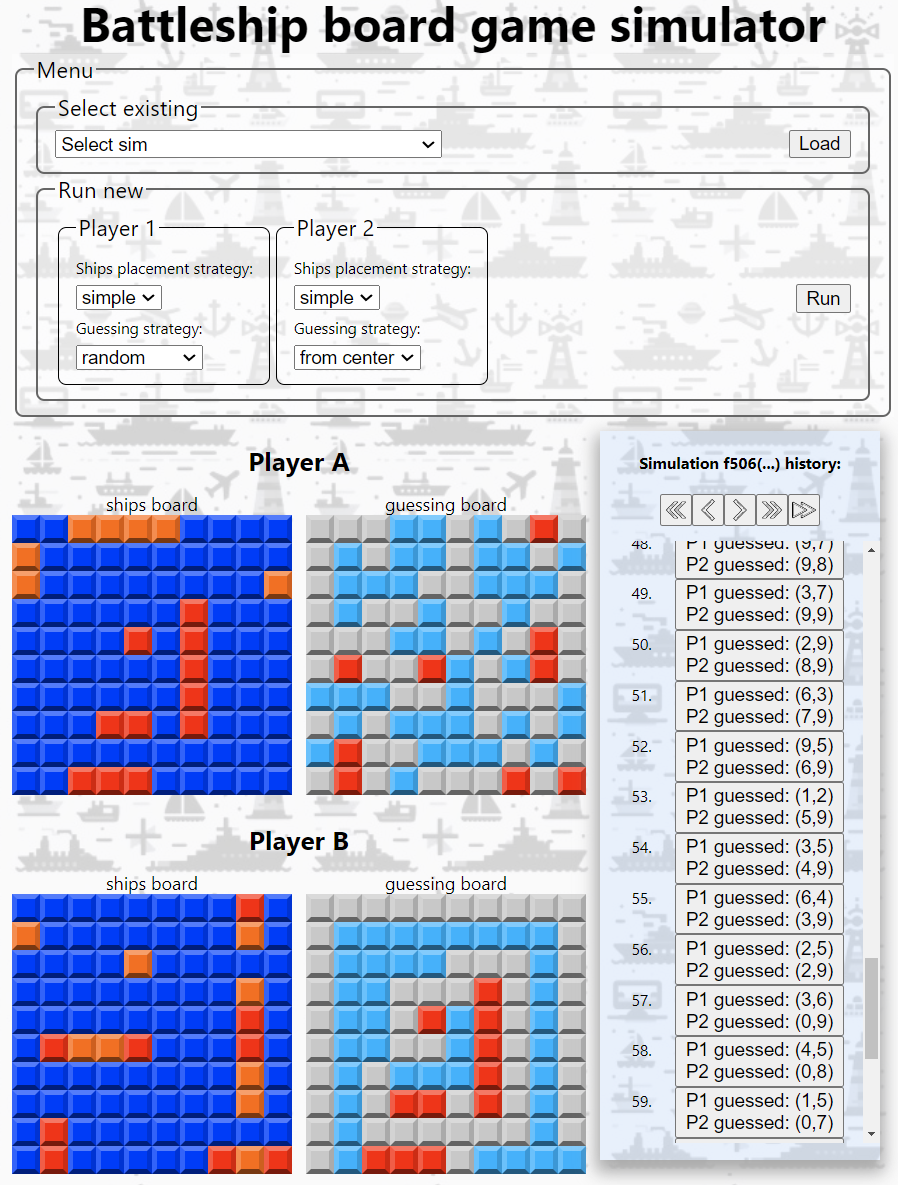 Battleship board game simulator
Menu
Select existing
Select sim
Load
Run new
Player 1
Player 2
Ships placement strategy:
Ships placement strategy:
simple
simple
Run
Guessing strategy:
Guessing strategy:
random
from center
Player A
ships board
guessing board
Player B
ships board
guessing board
Simulation f506(...) history:
48.
P1 guessed: (9,7)
P2 guessed: (9,8)
49.
P1 guessed: (3,7)
P2 guessed: (9,9)
50.
P1 guessed: (2,9)
P2 guessed: (8,9)
51.
P1 guessed: (6,3)
P2 guessed: (7,9)
52.
P1 guessed: (9,5)
P2 guessed: (6,9)
53.
P1 guessed: (1,2)
P2 guessed: (5,9)
54.
P1 guessed: (3,5)
P2 guessed: (4,9)
55.
P1 guessed: (6,4)
P2 guessed: (3,9)
56.
P1 guessed: (2,5)
P2 guessed: (2,9)
57.
P1 guessed: (3,6)
P2 guessed: (0,9)
58.
P1 guessed: (4,5)
P2 guessed: (0,8)
59.
P1 guessed: (1,5)
P2 guessed: (0,7)